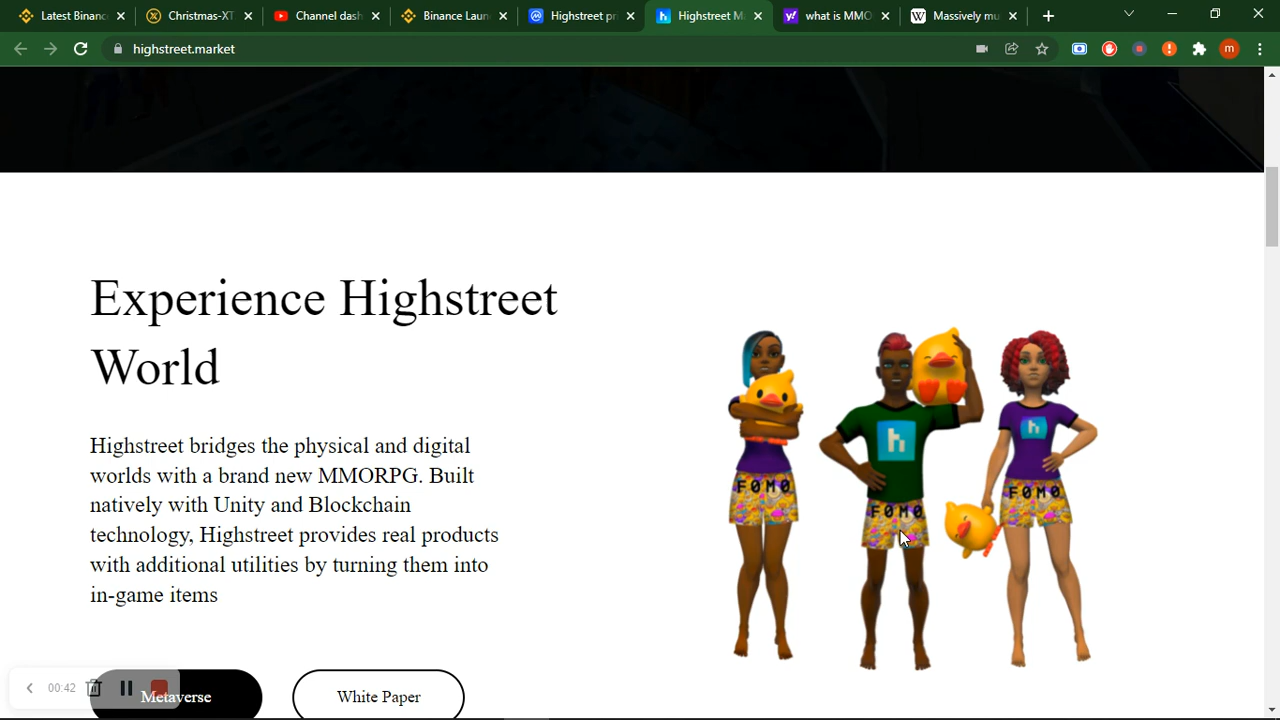 Latest Binanc
Christmas-XT
Channel dash
Binance Laun
Highstreet pr
Highstreet M
what is MMO
Massively mu
highstreet.market
m
Experience Highstreet
World
Highstreet bridges the physical and digital
worlds with a brand new MMORPG. Built
natively with Unity and Blockchain
technology, Highstreet provides real products
with additional utilities by turning them into
in-game items
h
h
FOMO
FOMO
FOMO
00:42
Metaverse
White Paper